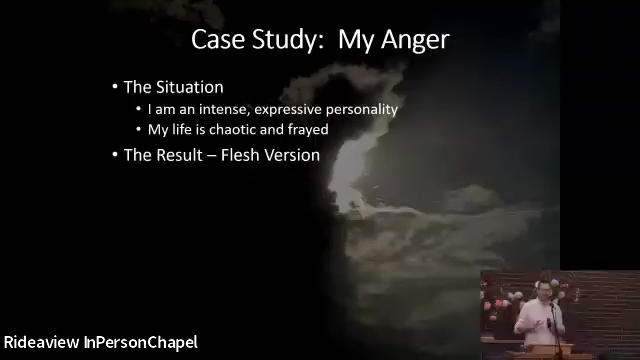 Case Study:  My Anger
• The Situation
• I am an intense, expressive personality
• My life is chaotic and frayed
• The Result – Flesh Version
Rideaview InPersonChapel